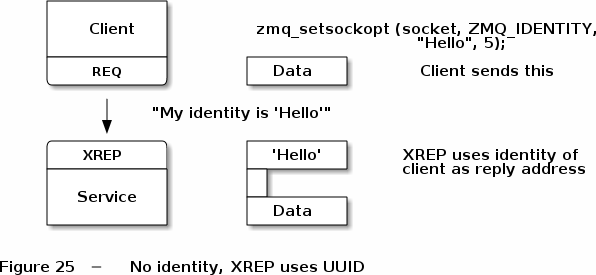 Client
zmq_setsockopt (socket, ZMQ_IDENTITY,
"Hello", 5);
REQ
Data
Client sends this
"My identity is 'Hello'"
XREP
'Hello'
XREP uses identity of
client as reply address
Service
Data
Figure 25 – No identity, XREP uses UUID